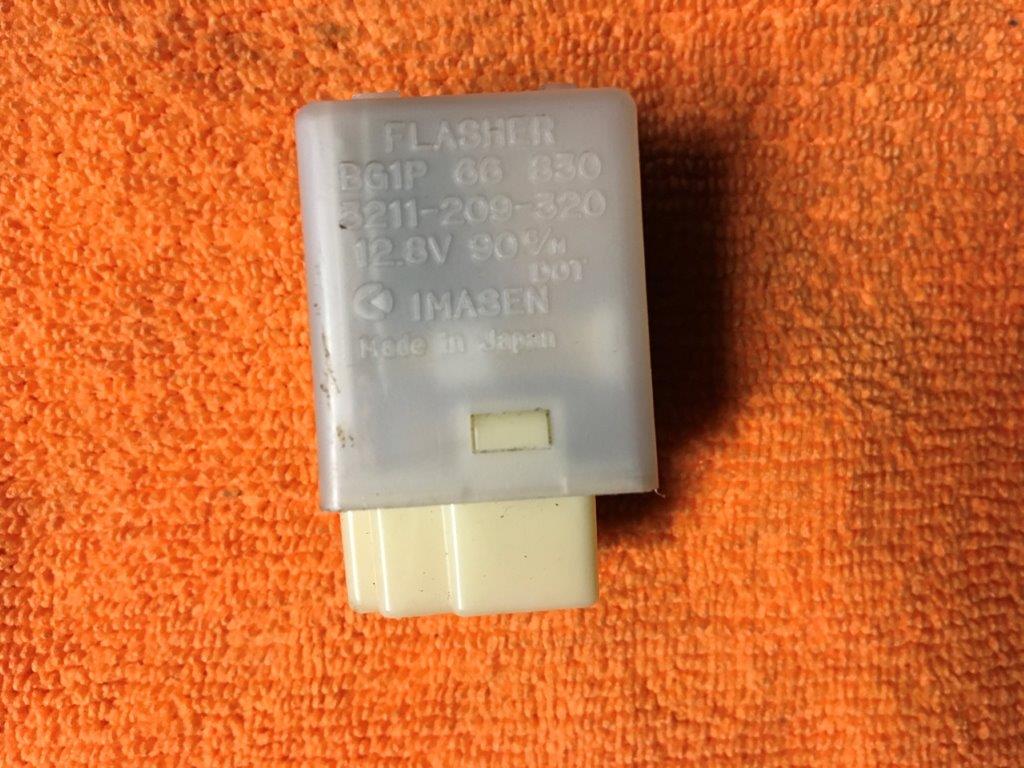 FLASHER
BG1P 66 830
3211-209-320
12.8V 90 C/M
DOT
IMASEN
Made in Japan